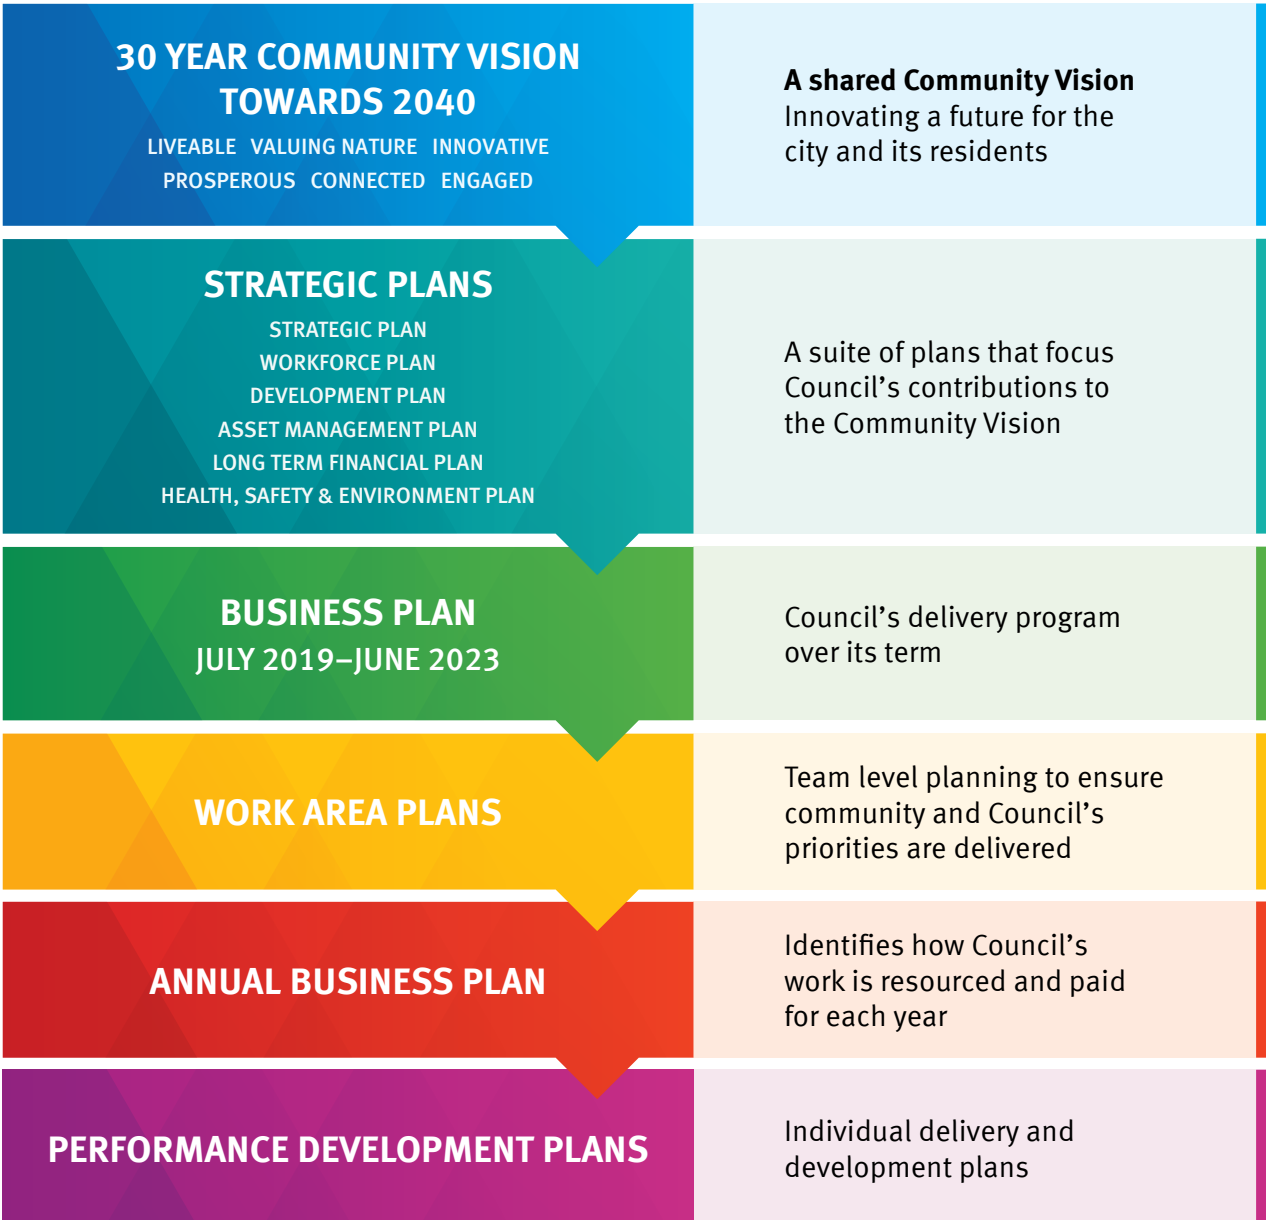 30 YEAR COMMUNITY VISION
TOWARDS 2040
LIVEABLE VALUING NATURE INNOVATIVE
PROSPEROUS CONNECTED ENGAGED
A shared Community Vision
Innovating a future for the
city and its residents
STRATEGIC PLANS
STRATEGIC PLAN
WORKFORCE PLAN
DEVELOPMENT PLAN
ASSET MANAGEMENT PLAN
LONG TERM FINANCIAL PLAN
HEALTH, SAFETY & ENVIRONMENT PLAN
A suite of plans that focus
Council’s contributions to
the Community Vision
BUSINESS PLAN
JULY 2019–JUNE 2023
Council’s delivery program
over its term
WORK AREA PLANS
Team level planning to ensure
community and Council’s
priorities are delivered
ANNUAL BUSINESS PLAN
Identifies how Council’s
work is resourced and paid
for each year
PERFORMANCE DEVELOPMENT PLANS
Individual delivery and
development plans